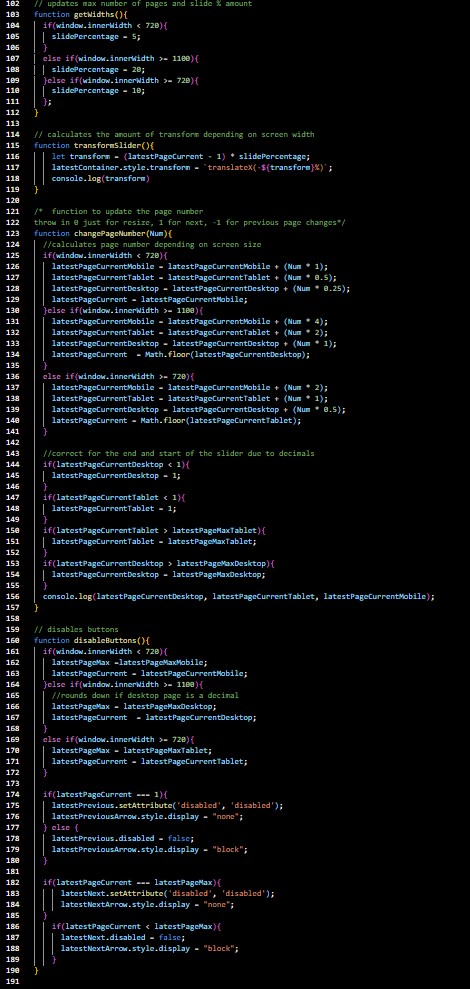 102 // updates max number of pages and slide % amount
103 function getWidths(){
104 if(window.innerWidth < 720){
105 slidePercentage = 5;
106 }
107 else if(window.innerWidth >= 1100){
108 slidePercentage = 20;
109 }else if(window.innerWidth >= 720){
110 slidePercentage = 10;
111 };
112 }
113
114 // calculates the amount of transform depending on screen width
115 function transformSlider(){
116 let transform = (latestPageCurrent - 1) * slidePercentage;
117 latestContainer.style.transform = `translateX(-${transform}%)`;
118 console.log(transform)
119 }
120
121 /* function to update the page number
122 throw in 0 just for resize, 1 for next, -1 for previous page changes*/
123 function changePageNumber(Num){
124 //calculates page number depending on screen size
125 if(window.innerWidth < 720){
126 latestPageCurrentMobile = latestPageCurrentMobile + (Num * 1);
127 latestPageCurrentTablet = latestPageCurrentTablet + (Num * 0.5);
128 latestPageCurrentDesktop = latestPageCurrentDesktop + (Num * 0.25);
129 latestPageCurrent = latestPageCurrentMobile;
130 }else if(window.innerWidth >= 1100){
131 latestPageCurrentMobile = latestPageCurrentMobile + (Num * 4);
132 latestPageCurrentTablet = latestPageCurrentTablet + (Num * 2);
133 latestPageCurrentDesktop = latestPageCurrentDesktop + (Num * 1);
134 latestPageCurrent = Math.floor(latestPageCurrentDesktop);
135 }
136 else if(window.innerWidth >= 720){
137 latestPageCurrentMobile = latestPageCurrentMobile + (Num * 2);
138 latestPageCurrentTablet = latestPageCurrentTablet + (Num * 1);
139 latestPageCurrentDesktop = latestPageCurrentDesktop + (Num * 0.5);
140 latestPageCurrent = Math.floor(latestPageCurrentTablet);
141 }
142
143 //correct for the end and start of the slider due to decimals
144 if(latestPageCurrentDesktop < 1){
145 latestPageCurrentDesktop = 1;
146 }
147 if(latestPageCurrentTablet < 1){
148 latestPageCurrentTablet = 1;
149 }
150 if(latestPageCurrentTablet > latestPageMaxTablet){
151 latestPageCurrentTablet = latestPageMaxTablet;
152 }
153 if(latestPageCurrentDesktop > latestPageMaxDesktop){
154 latestPageCurrentDesktop = latestPageMaxDesktop;
155 }
156 console.log(latestPageCurrentDesktop, latestPageCurrentTablet, latestPageCurrentMobile);
157 }
158
159 // disables buttons
160 function disableButtons(){
161 if(window.innerWidth < 720){
162 latestPageMax =latestPageMaxMobile;
163 latestPageCurrent = latestPageCurrentMobile;
164 }else if(window.innerWidth >= 1100){
165 //rounds down if desktop page is a decimal
166 latestPageMax = latestPageMaxDesktop;
167 latestPageCurrent = latestPageCurrentDesktop;
168 }
169 else if(window.innerWidth >= 720){
170 latestPageMax = latestPageMaxTablet;
171 latestPageCurrent = latestPageCurrentTablet;
172 }
173
174 if(latestPageCurrent === 1){
175 latestPrevious.setAttribute('disabled', 'disabled');
176 latestPreviousArrow.style.display = "none";
177 } else {
178 latestPrevious.disabled = false;
179 latestPreviousArrow.style.display = "block";
180 }
181
182 if(latestPageCurrent === latestPageMax){
183 latestNext.setAttribute('disabled', 'disabled');
184 latestNextArrow.style.display = "none";
185 }
186 if(latestPageCurrent < latestPageMax){
187 latestNext.disabled = false;
188 latestNextArrow.style.display = "block";
189 }
190 }
191